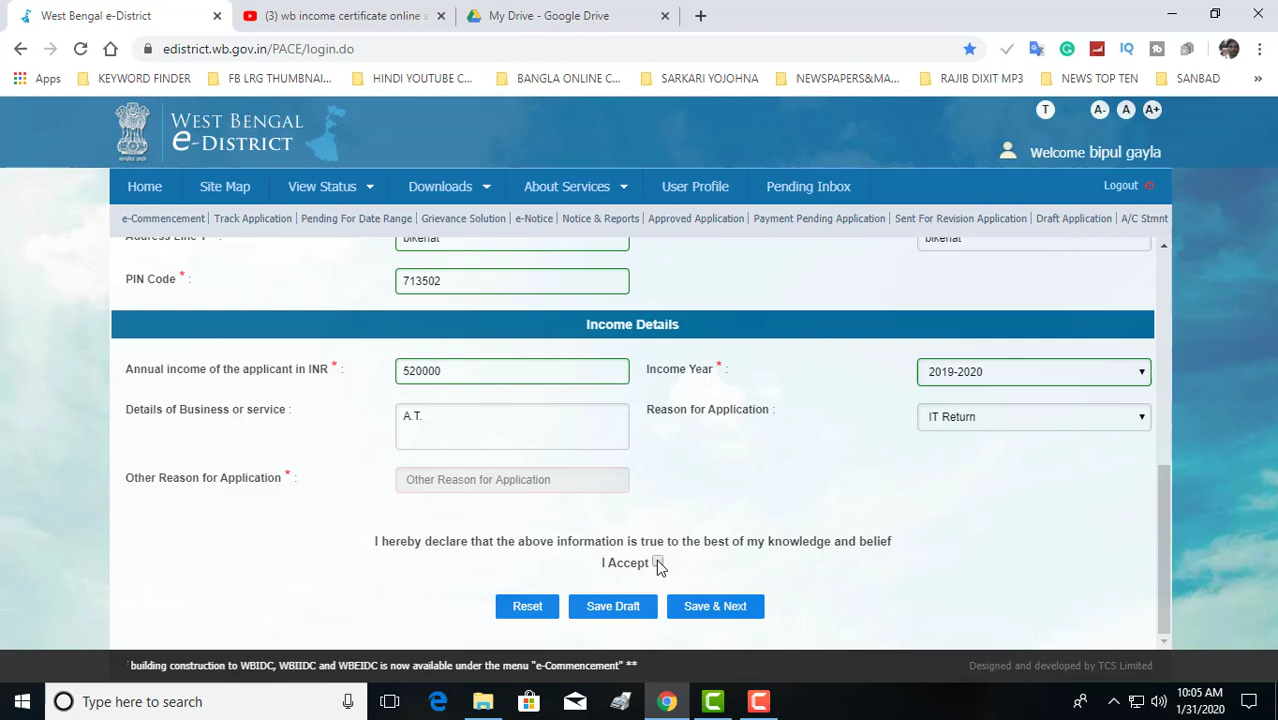 West Bengal e-District
(3) wb income certificate online a
My Drive - Google Drive
edistrict.wb.gov.in/PACE/login.do
Apps KEYWORD FINDER FB LRG THUMBNAI... HINDI YOUTUBE C... BANGLA ONLINE C... SARKARI YOJOHNA NEWSPAPERS&MA... RAJIB DIXIT MP3 NEWS TOP TEN SANBAD »
WEST BENGAL
e-DISTRICT
T A- A A+
Welcome bipul gayla
Home Site Map View Status Downloads About Services User Profile Pending Inbox Logout
e-Commencement| Track Application| Pending For Date Range| Grievance Solution| e-Notice| Notice & Reports| Approved Application| Payment Pending Application| Sent For Revision Application| Draft Application| A/C Stmnt
Address Line 1 * : bikerhat bikerhat
PIN Code * : 713502
Income Details
Annual income of the applicant in INR * : 520000 Income Year * : 2019-2020
Details of Business or service : A.T. Reason for Application : IT Return
Other Reason for Application * : Other Reason for Application
I hereby declare that the above information is true to the best of my knowledge and belief
I Accept
Reset Save Draft Save & Next
building construction to WBIDC, WBIIDC and WBEIDC is now available under the menu "e-Commencement" **
Designed and developed by TCS Limited
Type here to search
10:05 AM
1/31/2020